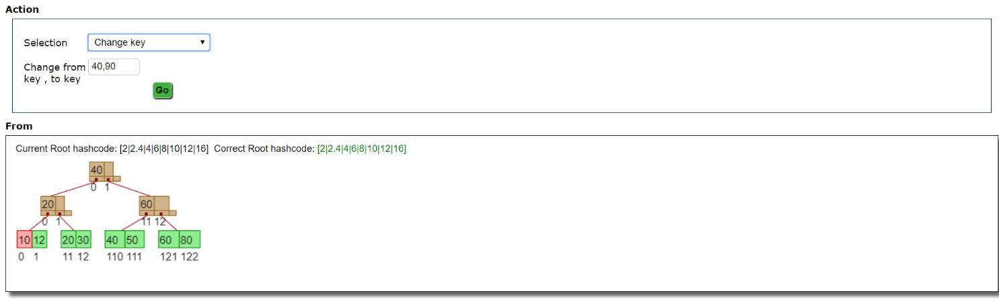 Action
Selection Change key
Change from key , to key 40,90
Go
From
Current Root hashcode: [2|2.4|4|6|8|10|12|16] Correct Root hashcode: [2|2.4|4|6|8|10|12|16]
40
0 1
20 60
0 1 11 12
10 12 20 30 40 50 60 80
0 1 11 12 110 111 121 122